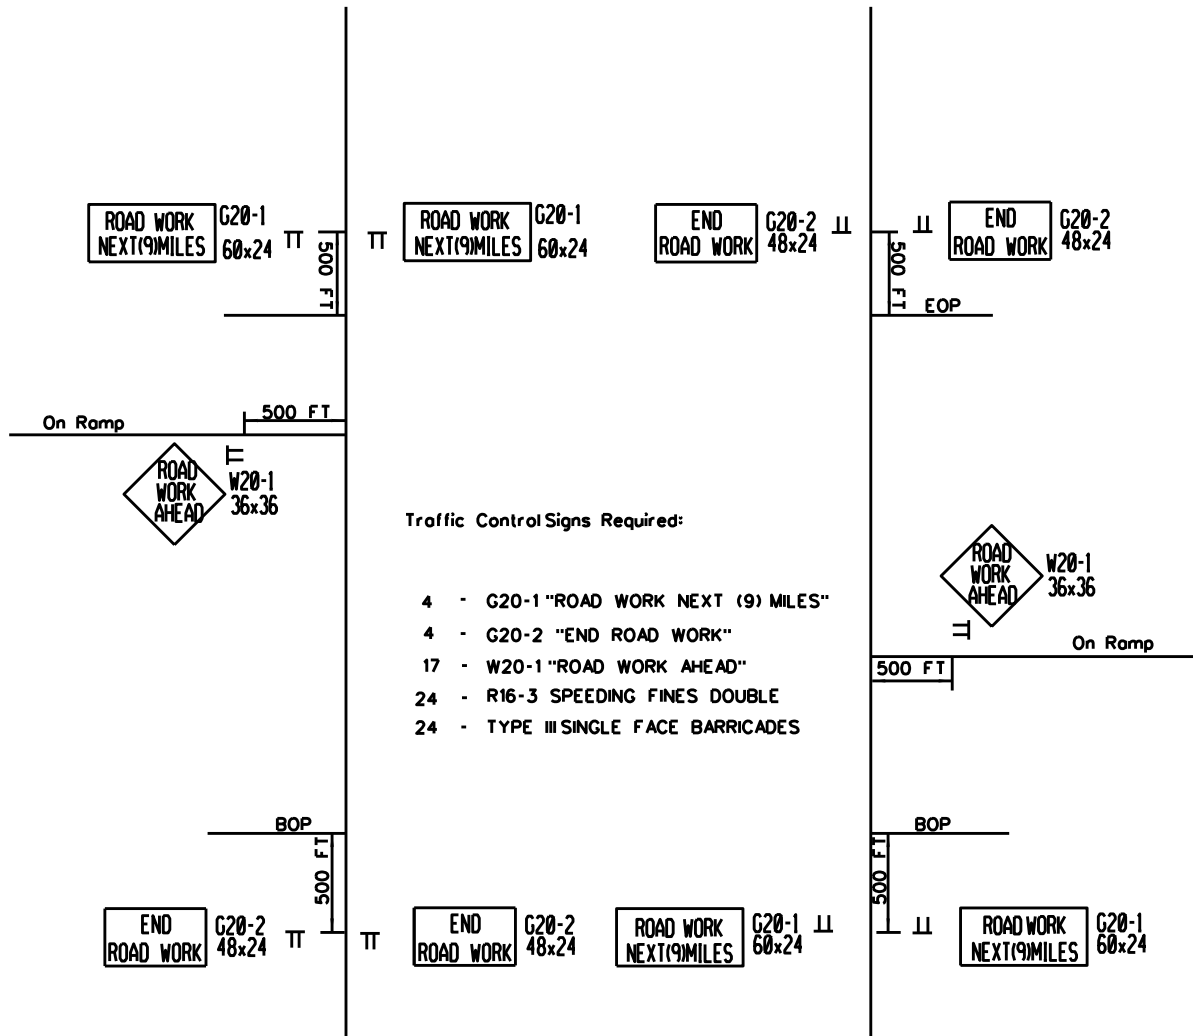 ROAD WORK
NEXT(9)MILES
G20-1
60x24
500 FT
ROAD WORK
NEXT(9)MILES
G20-1
60x24
END
ROAD WORK
G20-2
48x24
500 FT
END
ROAD WORK
G20-2
48x24
EOP
On Ramp
500 FT
ROAD
WORK
AHEAD
W20-1
36x36
Traffic Control Signs Required:
4 - G20-1 "ROAD WORK NEXT (9) MILES"
4 - G20-2 "END ROAD WORK"
17 - W20-1 "ROAD WORK AHEAD"
24 - R16-3 SPEEDING FINES DOUBLE
24 - TYPE III SINGLE FACE BARRICADES
ROAD
WORK
AHEAD
W20-1
36x36
On Ramp
500 FT
BOP
500 FT
BOP
500 FT
END
ROAD WORK
G20-2
48x24
END
ROAD WORK
G20-2
48x24
ROAD WORK
NEXT(9)MILES
G20-1
60x24
ROAD WORK
NEXT(9)MILES
G20-1
60x24